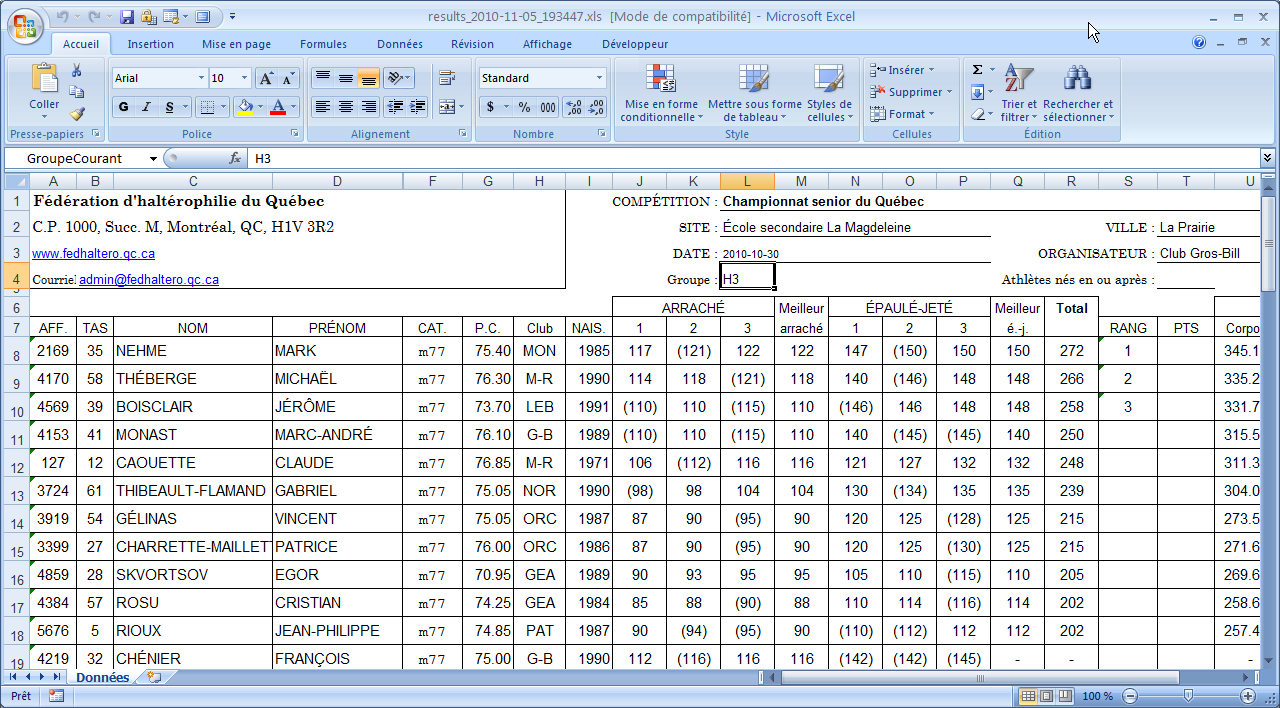 results_2010-11-05_193447.xls [Mode de compatibilité] - Microsoft Excel
Accueil Insertion Mise en page Formules Données Révision Affichage Développeur
Coller
Presse-papiers
Arial 10
G I S
Police
Alignement
Standard
$ % 000
Nombre
Mise en forme conditionnelle
Mettre sous forme de tableau
Styles de cellules
Style
Insérer
Supprimer
Format
Cellules
Σ
Trier et filtrer
Rechercher et sélectionner
Édition
GroupeCourant fx H3
A B C D F G H I J K L M N O P Q R S T U
1 Fédération d'haltérophilie du Québec COMPÉTITION : Championnat senior du Québec
2 C.P. 1000, Succ. M, Montréal, QC, H1V 3R2 SITE : École secondaire La Magdeleine VILLE : La Prairie
3 www.fedhaltero.qc.ca DATE : 2010-10-30 ORGANISATEUR : Club Gros-Bill
4 Courriel admin@fedhaltero.qc.ca Groupe : H3 Athlètes nés en ou après :
5
6 ARRACHÉ Meilleur ÉPAULÉ-JETÉ Meilleur Total
7 AFF. TAS NOM PRÉNOM CAT. P.C. Club NAIS. 1 2 3 arraché 1 2 3 é.-j. RANG PTS Corpo
8 2169 35 NEHME MARK m77 75.40 MON 1985 117 (121) 122 122 147 (150) 150 150 272 1 345.1
9 4170 58 THÉBERGE MICHAËL m77 76.30 M-R 1990 114 118 (121) 118 140 (146) 148 148 266 2 335.2
10 4569 39 BOISCLAIR JÉRÔME m77 73.70 LEB 1991 (110) 110 (115) 110 (146) 146 148 148 258 3 331.7
11 4153 41 MONAST MARC-ANDRÉ m77 76.10 G-B 1989 (110) 110 (115) 110 140 (145) (145) 140 250 315.5
12 127 12 CAOUETTE CLAUDE m77 76.85 M-R 1971 106 (112) 116 116 121 127 132 132 248 311.3
13 3724 61 THIBEAULT-FLAMAND GABRIEL m77 75.05 NOR 1990 (98) 98 104 104 130 (134) 135 135 239 304.0
14 3919 54 GÉLINAS VINCENT m77 75.05 ORC 1987 87 90 (95) 90 120 125 (128) 125 215 273.5
15 3399 27 CHARRETTE-MAILLET PATRICE m77 76.00 ORC 1986 87 90 (95) 90 120 125 (130) 125 215 271.6
16 4859 28 SKVORTSOV EGOR m77 70.95 GEA 1989 90 93 95 95 105 110 (115) 110 205 269.6
17 4384 57 ROSU CRISTIAN m77 74.25 GEA 1984 85 88 (90) 88 110 114 (116) 114 202 258.6
18 5676 5 RIOUX JEAN-PHILIPPE m77 74.85 PAT 1987 90 (94) (95) 90 (110) (112) 112 112 202 257.4
19 4219 32 CHÉNIER FRANÇOIS m77 75.00 G-B 1990 112 (116) 116 116 (142) (142) (145) - - -
Données
Prêt 100 %